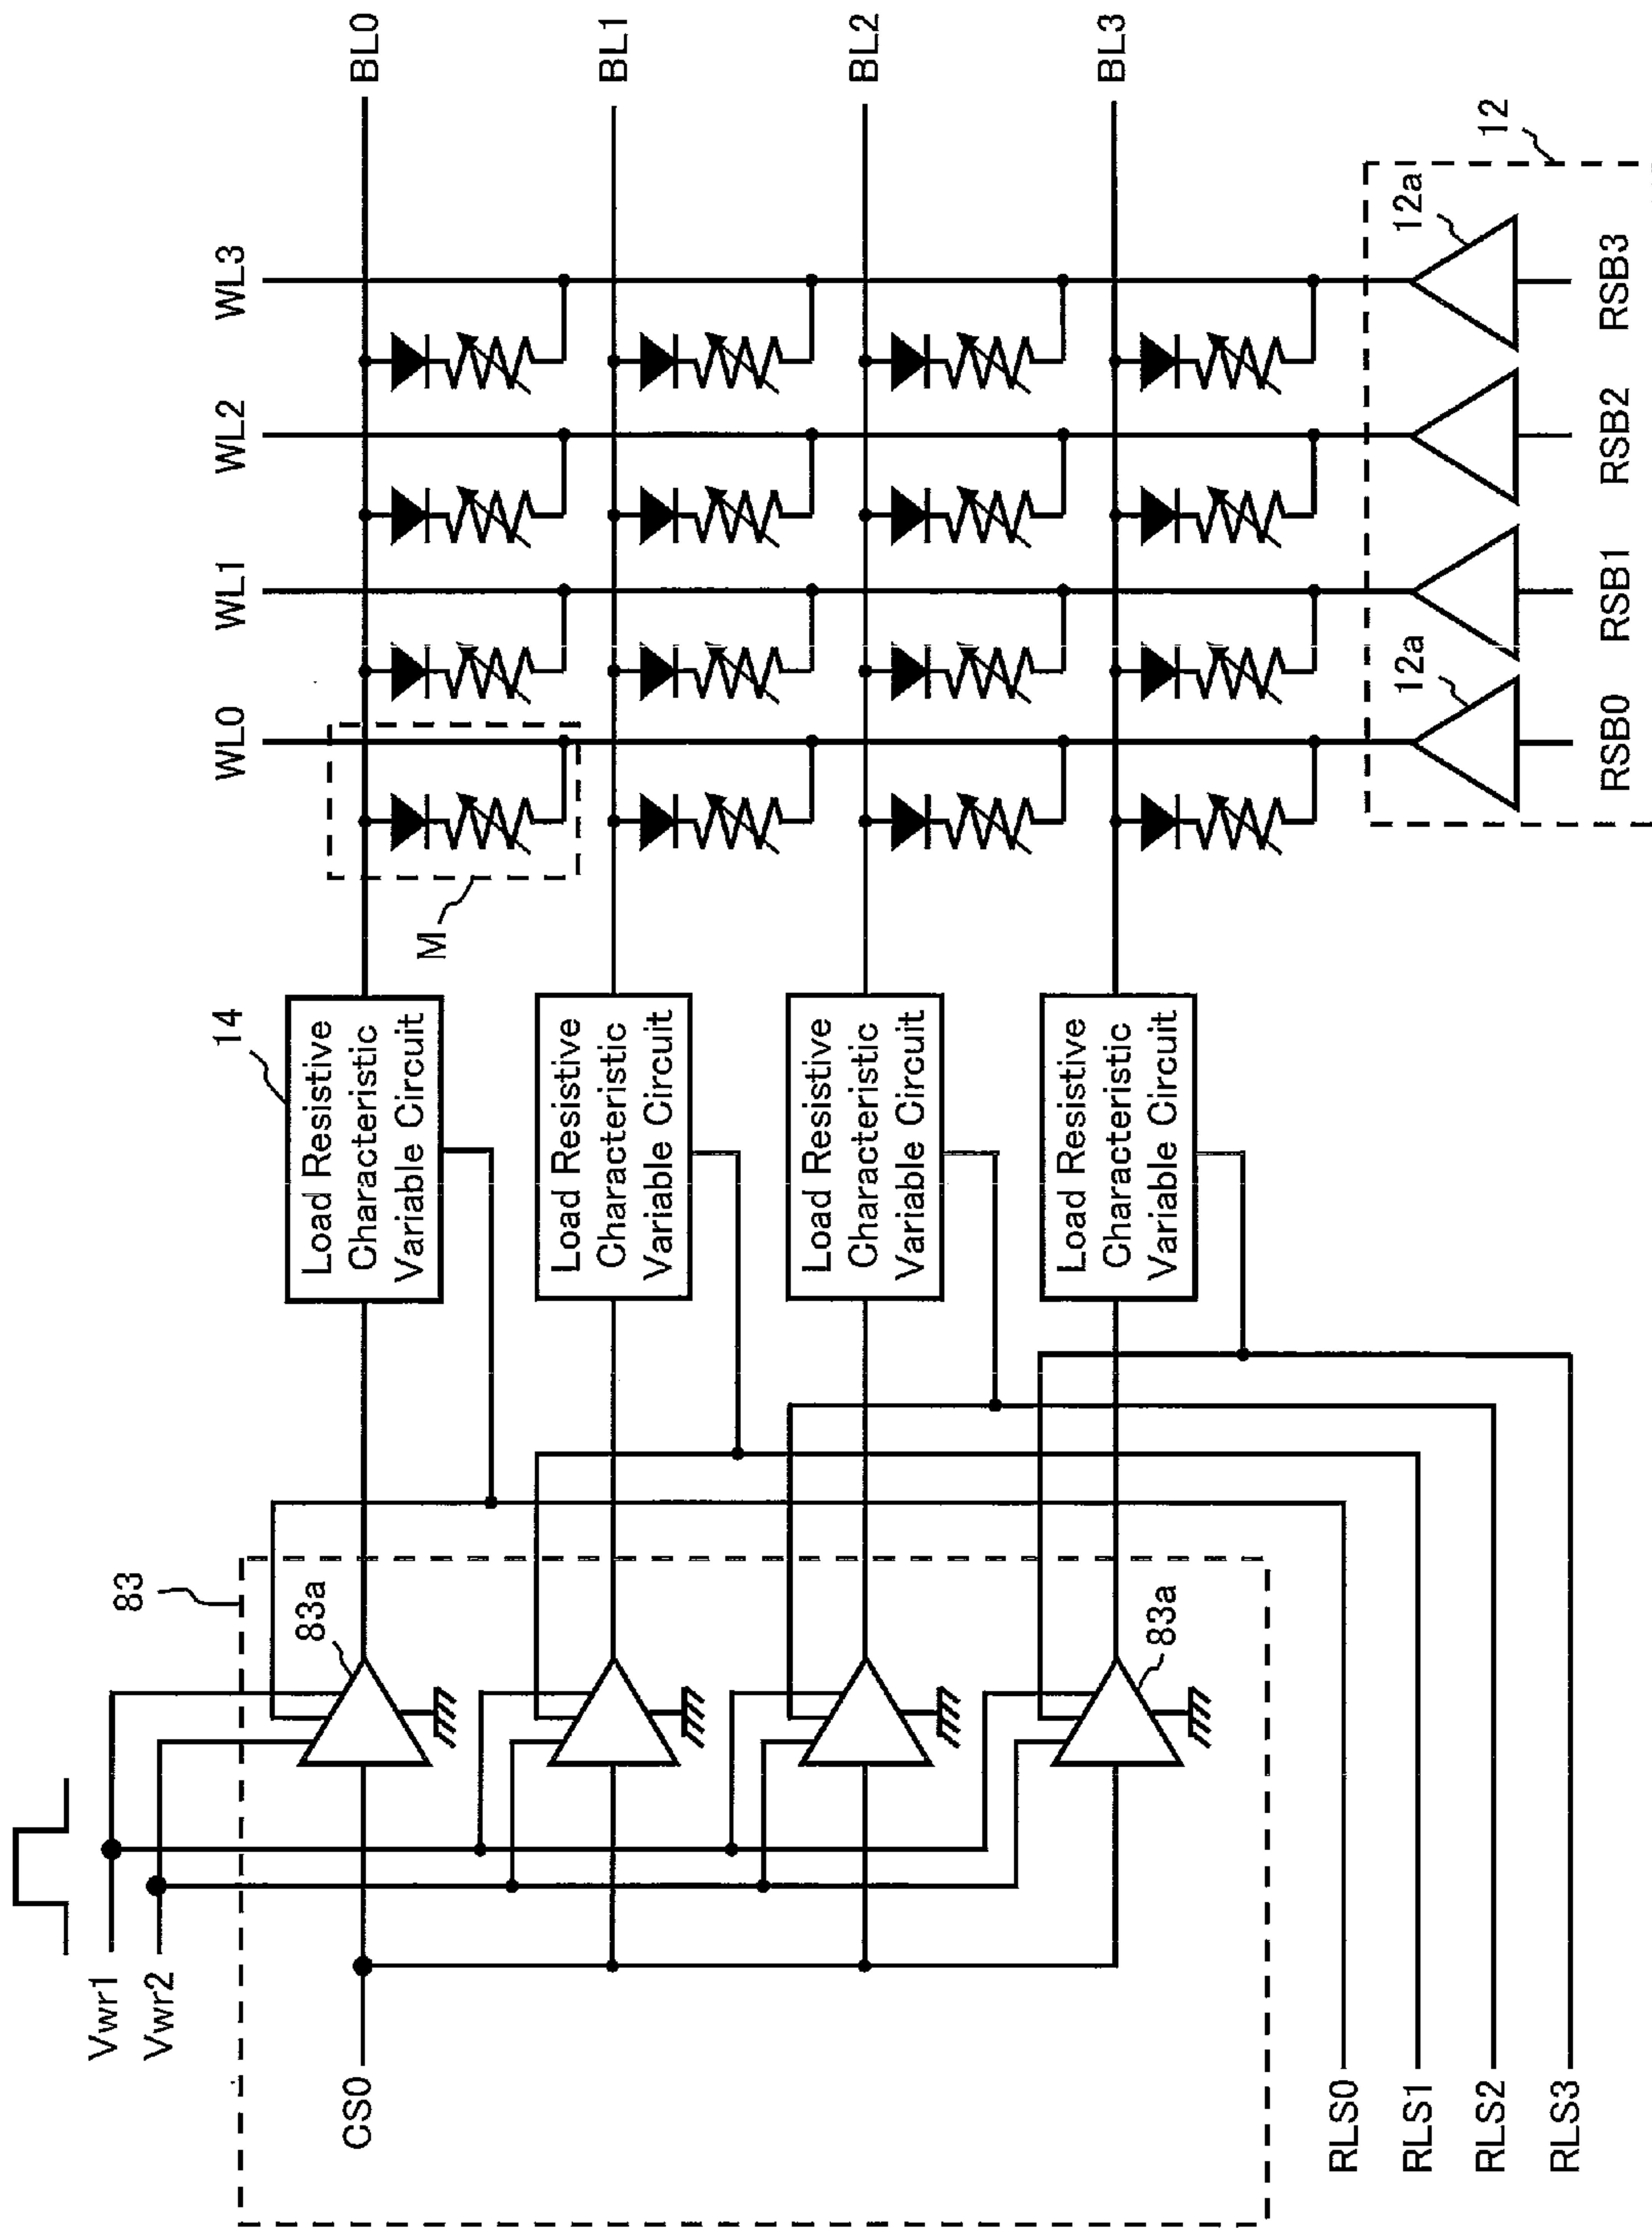 Vwr1
Vwr2
CS0
83
83a
83a
RLS0
RLS1
RLS2
RLS3
14
Load Resistive
Characteristic
Variable Circuit
Load Resistive
Characteristic
Variable Circuit
Load Resistive
Characteristic
Variable Circuit
Load Resistive
Characteristic
Variable Circuit
M
WL0
WL1
WL2
WL3
BL0
BL1
BL2
BL3
12
12a
12a
RSB0
RSB1
RSB2
RSB3